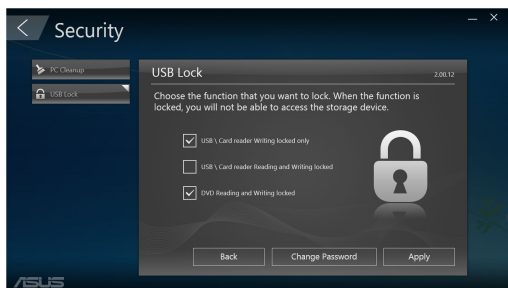 Security
PC Cleanup
USB Lock
USB Lock
2.00.12
Choose the function that you want to lock. When the function is
locked, you will not be able to access the storage device.
USB \ Card reader Writing locked only
USB \ Card reader Reading and Writing locked
DVD Reading and Writing locked
Back
Change Password
Apply
ASUS